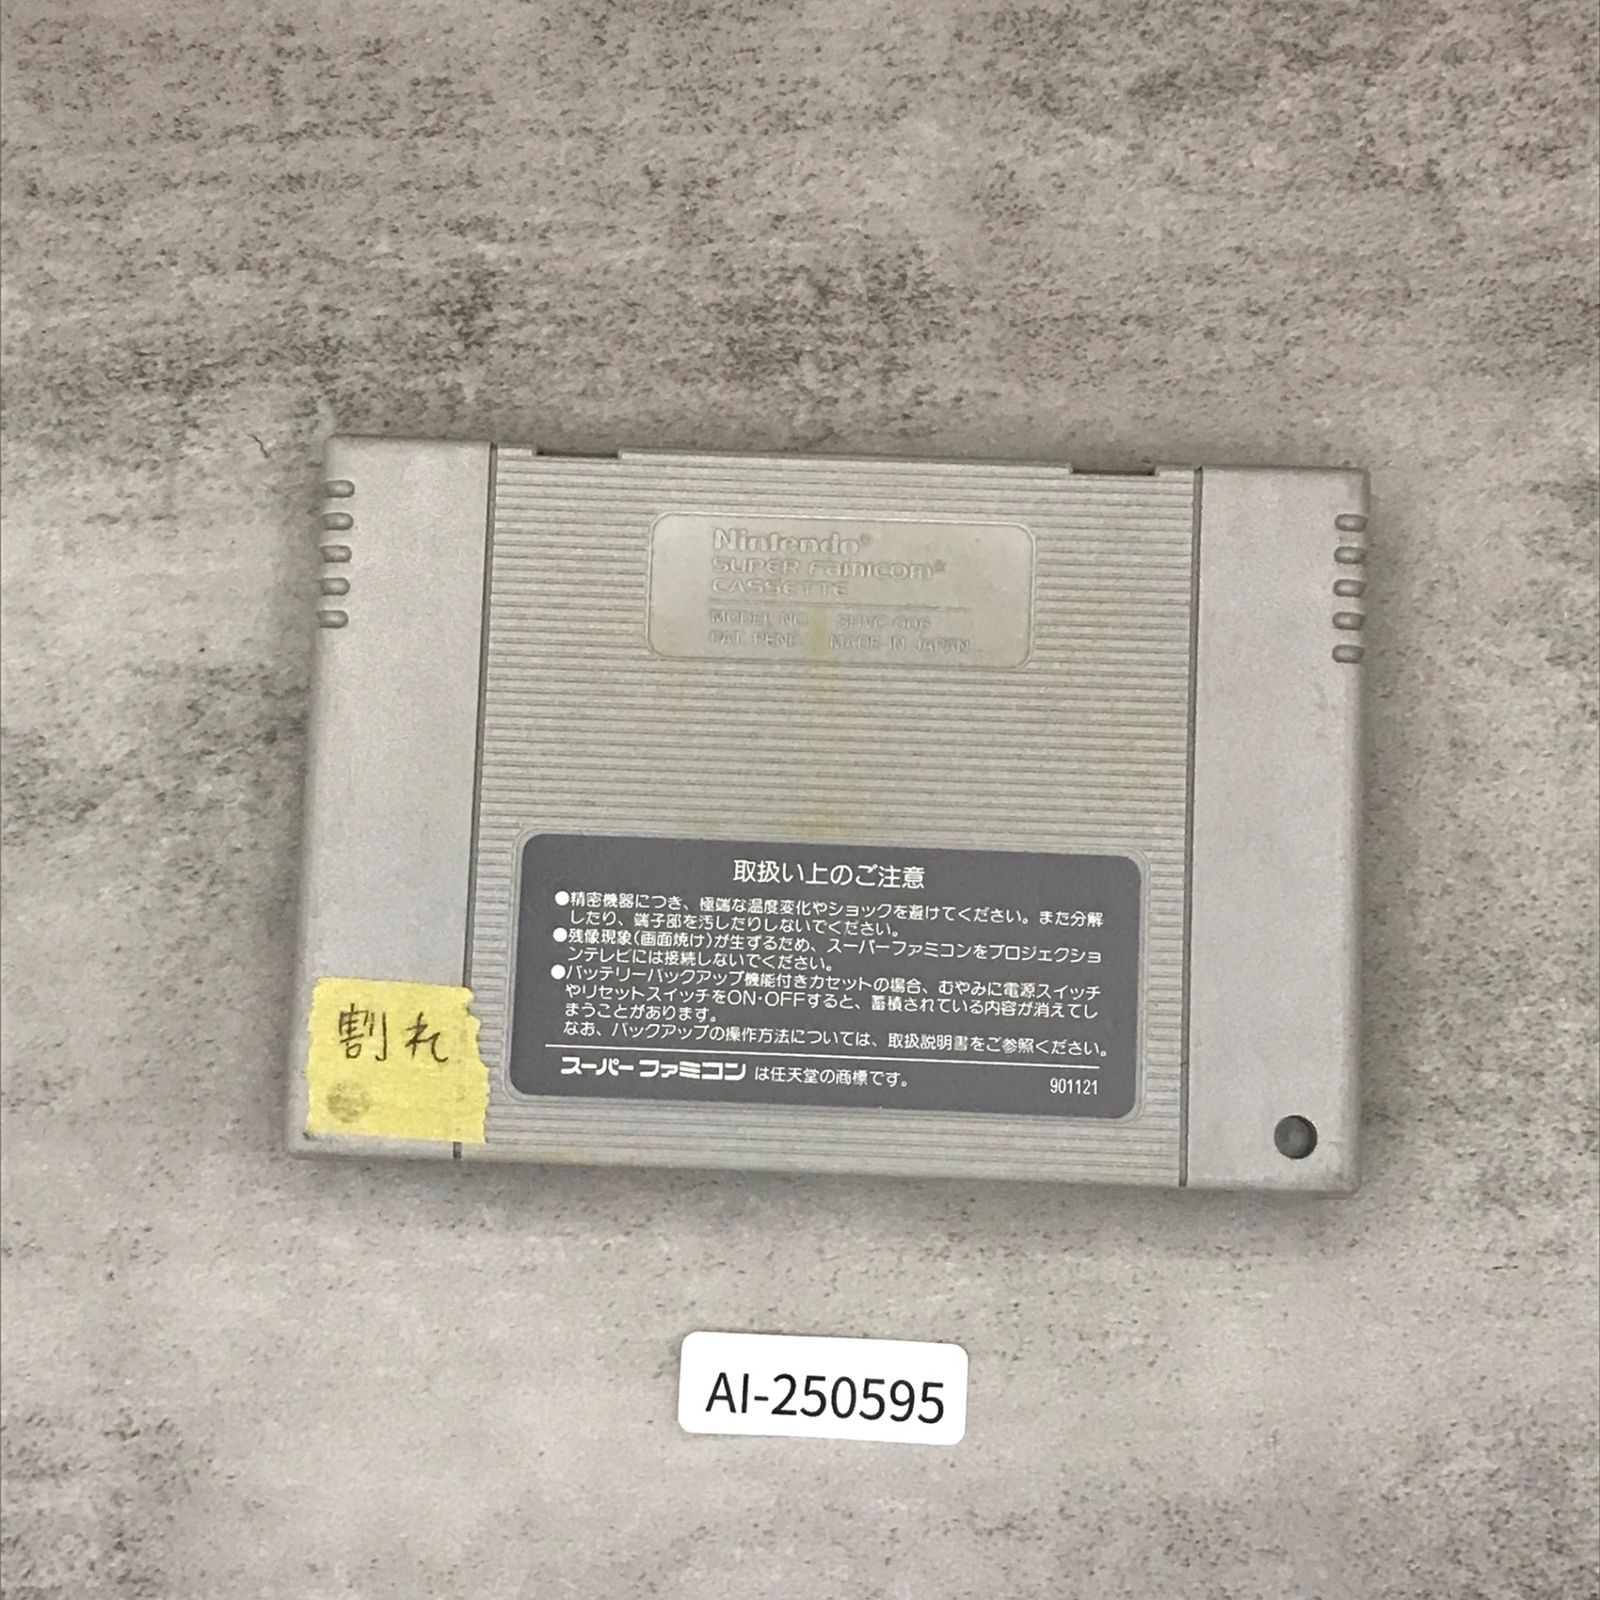 Nintendo®
SUPER FAMICOM®
CASSETTE
MODEL NO. SHVC-006
PAT. PEND. MADE IN JAPAN
取扱い上のご注意
●精密機器につき、極端な温度変化やショックを避けてください。また分解
したり、端子部を汚したりしないでください。
●残像現象(画面焼け)が生ずるため、スーパーファミコンをプロジェクショ
ンテレビには接続しないでください。
●バッテリーバックアップ機能付きカセットの場合、むやみに電源スイッチ
やリセットスイッチをON・OFFすると、蓄積されている内容が消えてし
まうことがあります。
なお、バックアップの操作方法については、取扱説明書をご参照ください。
スーパーファミコン は任天堂の商標です。 901121
割れ
AI-250595